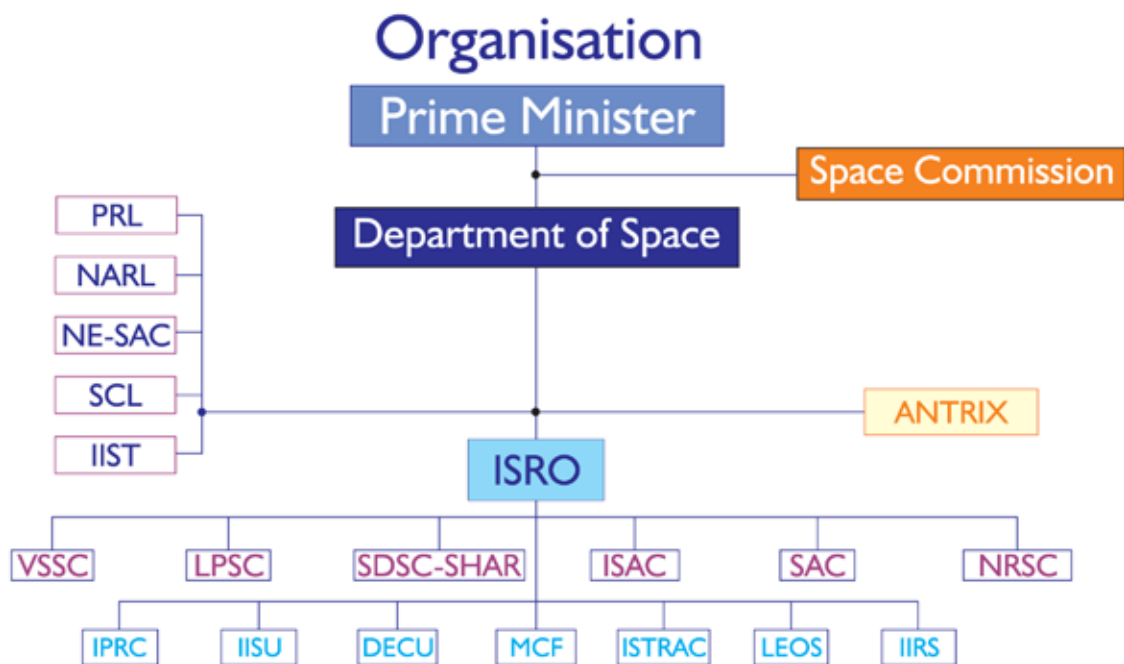 Organisation
Prime Minister
Space Commission
Department of Space
PRL
NARL
NE-SAC
SCL
IIST
ANTRIX
ISRO
VSSC LPSC SDSC-SHAR ISAC SAC NRSC
IPRC IISU DECU MCF ISTRAC LEOS IIRS